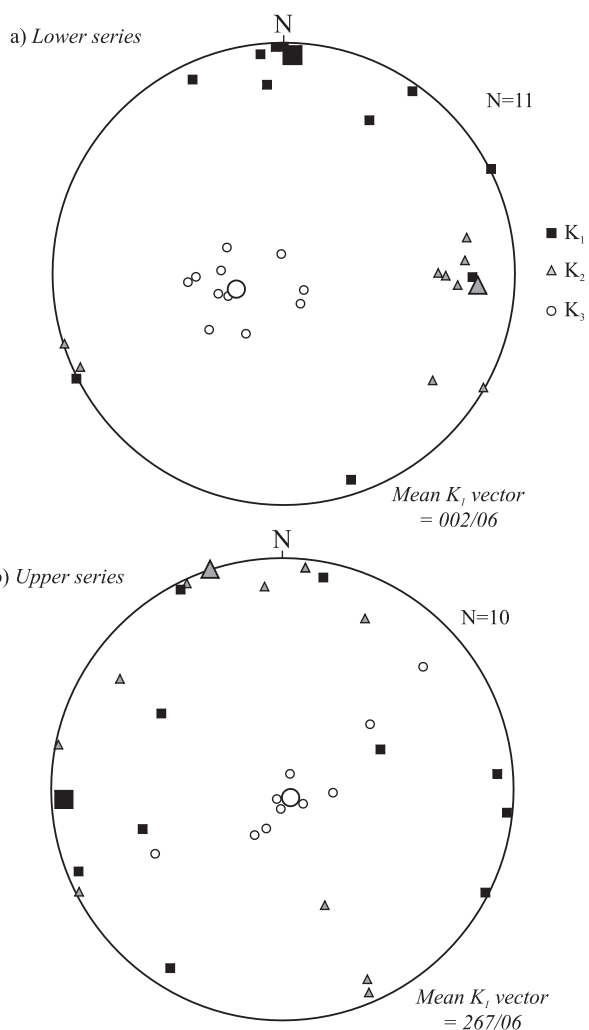 N
a) Lower series
N=11
K₁
K₂
K₃
Mean K₁ vector
= 002/06
N
) Upper series
N=10
Mean K₁ vector
= 267/06